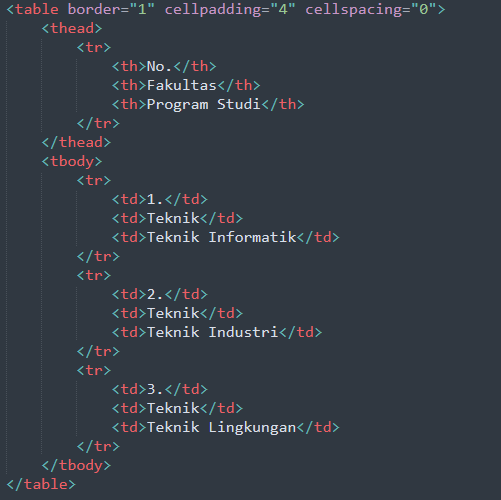 <table border="1" cellpadding="4" cellspacing="0">
    <thead>
        <tr>
            <th>No.</th>
            <th>Fakultas</th>
            <th>Program Studi</th>
        </tr>
    </thead>
    <tbody>
        <tr>
            <td>1.</td>
            <td>Teknik</td>
            <td>Teknik Informatik</td>
        </tr>
        <tr>
            <td>2.</td>
            <td>Teknik</td>
            <td>Teknik Industri</td>
        </tr>
        <tr>
            <td>3.</td>
            <td>Teknik</td>
            <td>Teknik Lingkungan</td>
        </tr>
    </tbody>
</table>